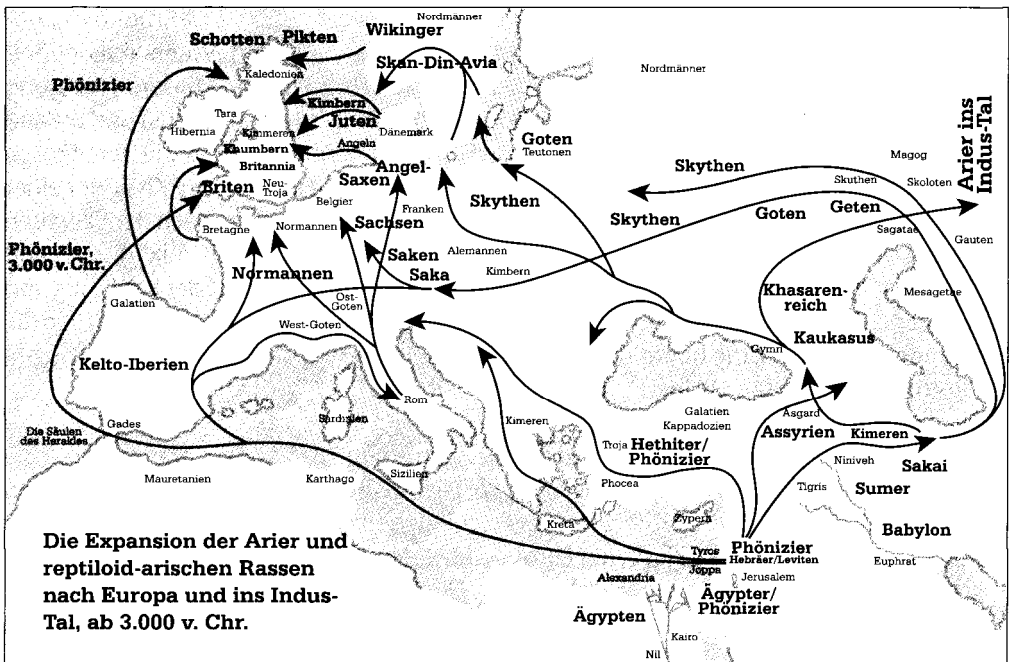 Nordmänner
Wikinger
Schotten Pikten
Skan-Din-Avia
Kaledonien
Nordmänner
Phönizier
Kimbern
Tara
Juten
Dänemark
Hibernia
Kimmeren
Angeln
Goten
Teutonen
Kaumbern
Britannia
Angel-
Saxen
Skythen
Magog
Skuthen
Skoloten
Arier ins
Indus-Tal
Briten
Neu-
Troja
Belgier
Franken
Skythen
Skythen
Goten
Geten
Sachsen
Bretagne
Normannen
Alemannen
Sagatae
Gauten
Phönizier,
3.000 v. Chr.
Saken
Saka
Kimbern
Normannen
Galatien
Ost-
Goten
Khasaren-
reich
Mesagetae
West-Goten
Kaukasus
Kelto-Iberien
Gymri
Rom
Sardinien
Galatien
Kappadozien
Asgard
Gades
Die Säulen
des Herakles
Kimeren
Troja
Hethiter/
Phönizier
Assyrien
Kimeren
Sakai
Niniveh
Sizilien
Mauretanien
Karthago
Phocea
Tigris
Sumer
Kreta
Zypern
Babylon
Euphrat
Die Expansion der Arier und
reptiloid-arischen Rassen
nach Europa und ins Indus-
Tal, ab 3.000 v. Chr.
Tyros
Joppa
Phönizier
Hebräer/Leviten
Alexandria
Jerusalem
Ägypter/
Phönizier
Ägypten
Kairo
Nil